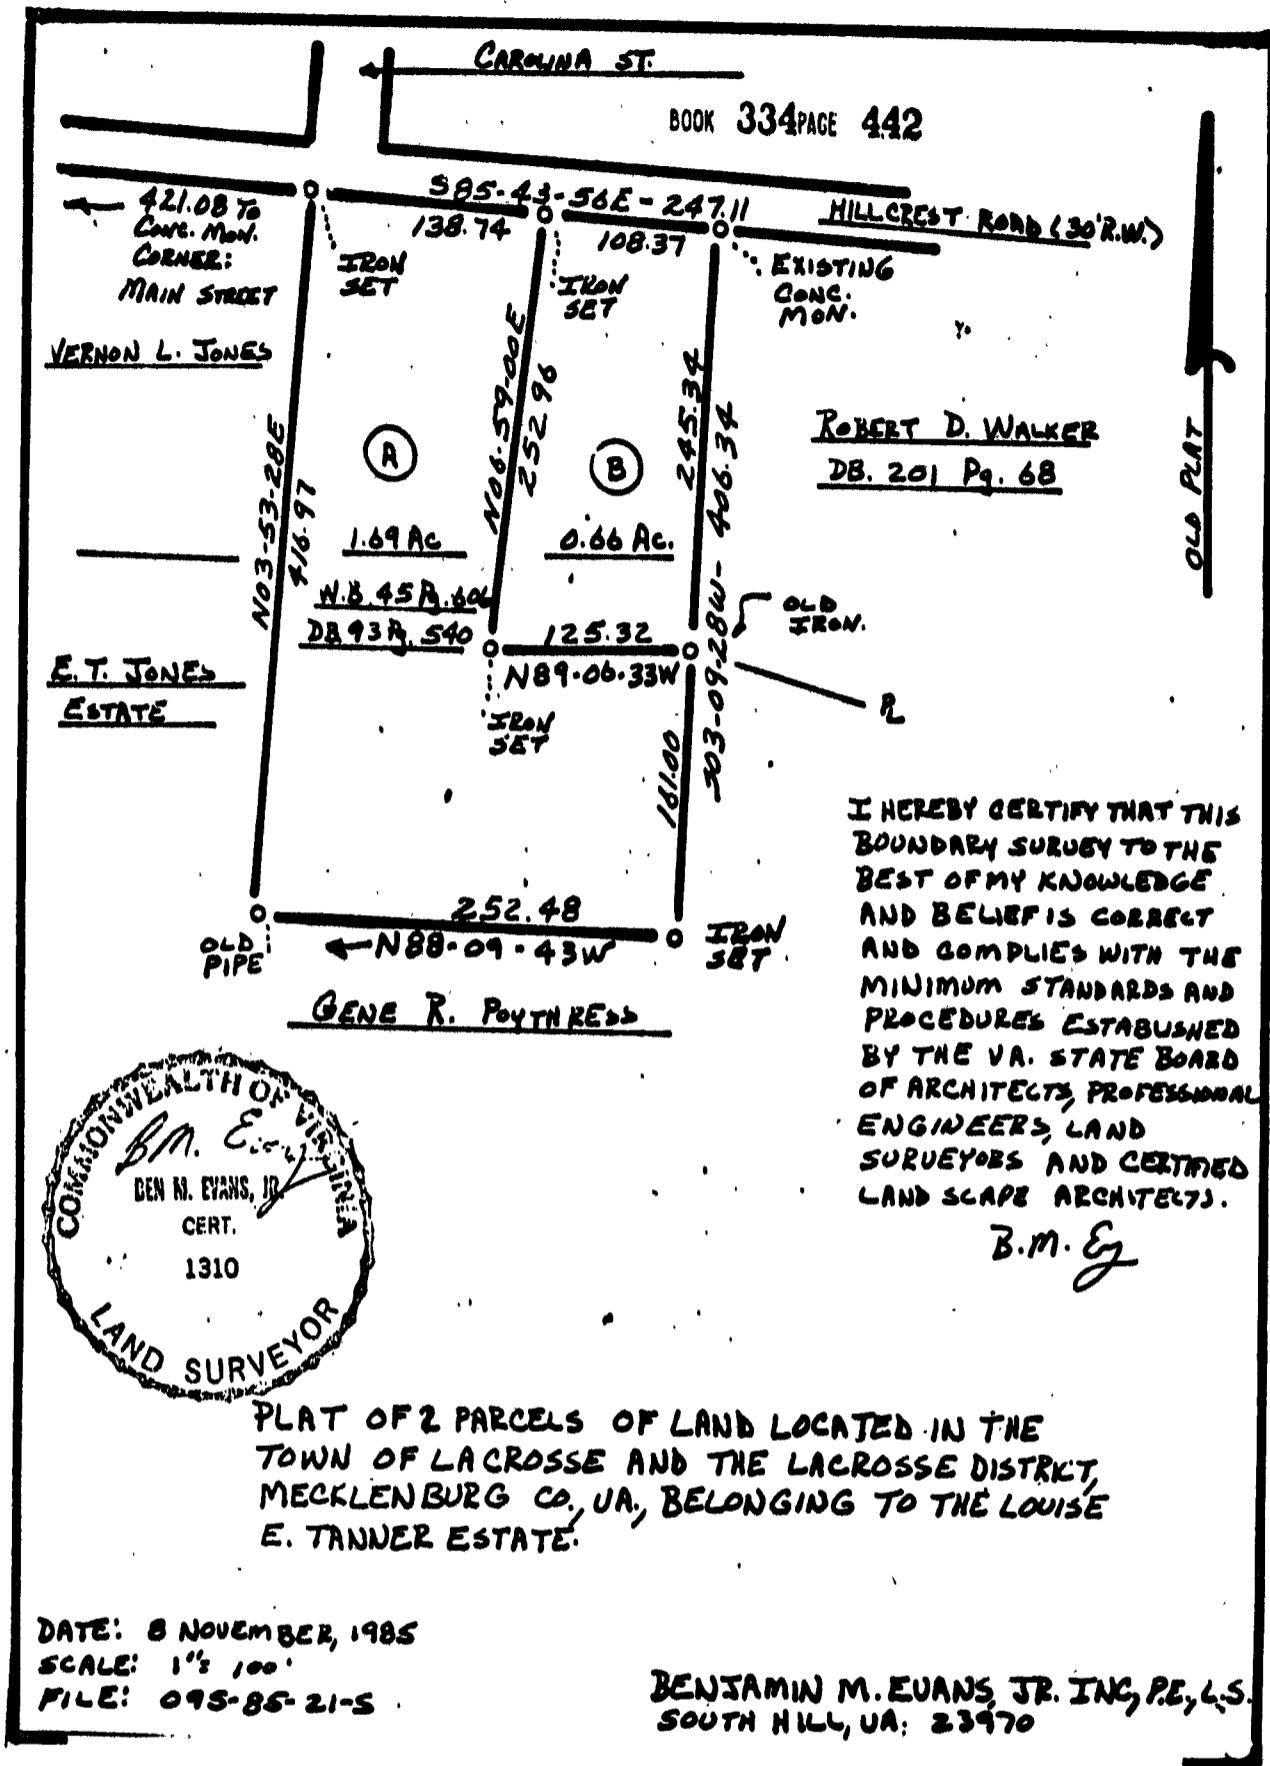 CAROLINA ST.
BOOK 334 PAGE 442
S85-43-56E - 247.11
HILLCREST ROAD (30' R.W.)
421.08 To
CONC. MON.
CORNER:
MAIN STREET
138.74
108.37
IRON
SET
IRON
SET
EXISTING
CONC.
MON.
VERNON L. JONES
N03-53-28E
416.97
N06-59-00E
252.96
245.34
S03-09-28W - 406.34
A
B
ROBERT D. WALKER
DB. 201 Pg. 68
OLD PLAT
1.69 Ac
0.66 Ac.
W.B. 45 Pg. 606
DB 93 Pg. 540
125.32
N89-06-33W
OLD
IRON.
E. T. JONES
ESTATE
IRON
SET
PL
161.00
252.48
N88-09-43W
OLD
PIPE
IRON
SET
GENE R. POYTHRESS
I HEREBY CERTIFY THAT THIS
BOUNDARY SURVEY TO THE
BEST OF MY KNOWLEDGE
AND BELIEF IS CORRECT
AND COMPLIES WITH THE
MINIMUM STANDARDS AND
PROCEDURES ESTABLISHED
BY THE VA. STATE BOARD
OF ARCHITECTS, PROFESSIONAL
ENGINEERS, LAND
SURVEYORS AND CERTIFIED
LAND SCAPE ARCHITECTS.
B.M.
COMMONWEALTH OF VIRGINIA
B.M.
BEN M. EVANS, JR.
CERT.
1310
LAND SURVEYOR
PLAT OF 2 PARCELS OF LAND LOCATED IN THE
TOWN OF LACROSSE AND THE LACROSSE DISTRICT,
MECKLENBURG CO., VA., BELONGING TO THE LOUISE
E. TANNER ESTATE.
DATE: 8 NOVEMBER, 1985
SCALE: 1" = 100'
FILE: 095-85-21-S
BENJAMIN M. EVANS, JR. INC, P.E., L.S.
SOUTH HILL, VA: 23970